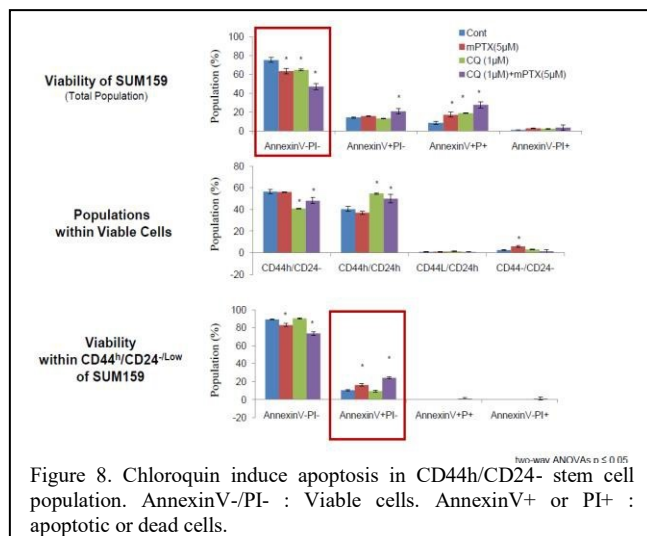 Cont
mPTX(5µM)
CQ (1µM)
CQ (1µM)+mPTX(5µM)
Viability of SUM159
(Total Population)
Population (%)
100
80
60
40
20
0
* * *
*
* * *
AnnexinV-PI-
AnnexinV+PI-
AnnexinV+P+
AnnexinV-PI+
Populations
within Viable Cells
Population (%)
80
60
40
20
0
-20
* *
* *
*
CD44h/CD24-
CD44h/CD24h
CD44L/CD24h
CD44-/CD24-
Viability
within CD44h/CD24-/Low
of SUM159
Population (%)
100
80
60
40
20
0
-20
* *
* *
AnnexinV-PI-
AnnexinV+PI-
AnnexinV+P+
AnnexinV-PI+
two-way ANOVAs p ≤ 0.05
Figure 8. Chloroquin induce apoptosis in CD44h/CD24- stem cell
population. AnnexinV-/PI- : Viable cells. AnnexinV+ or PI+ :
apoptotic or dead cells.